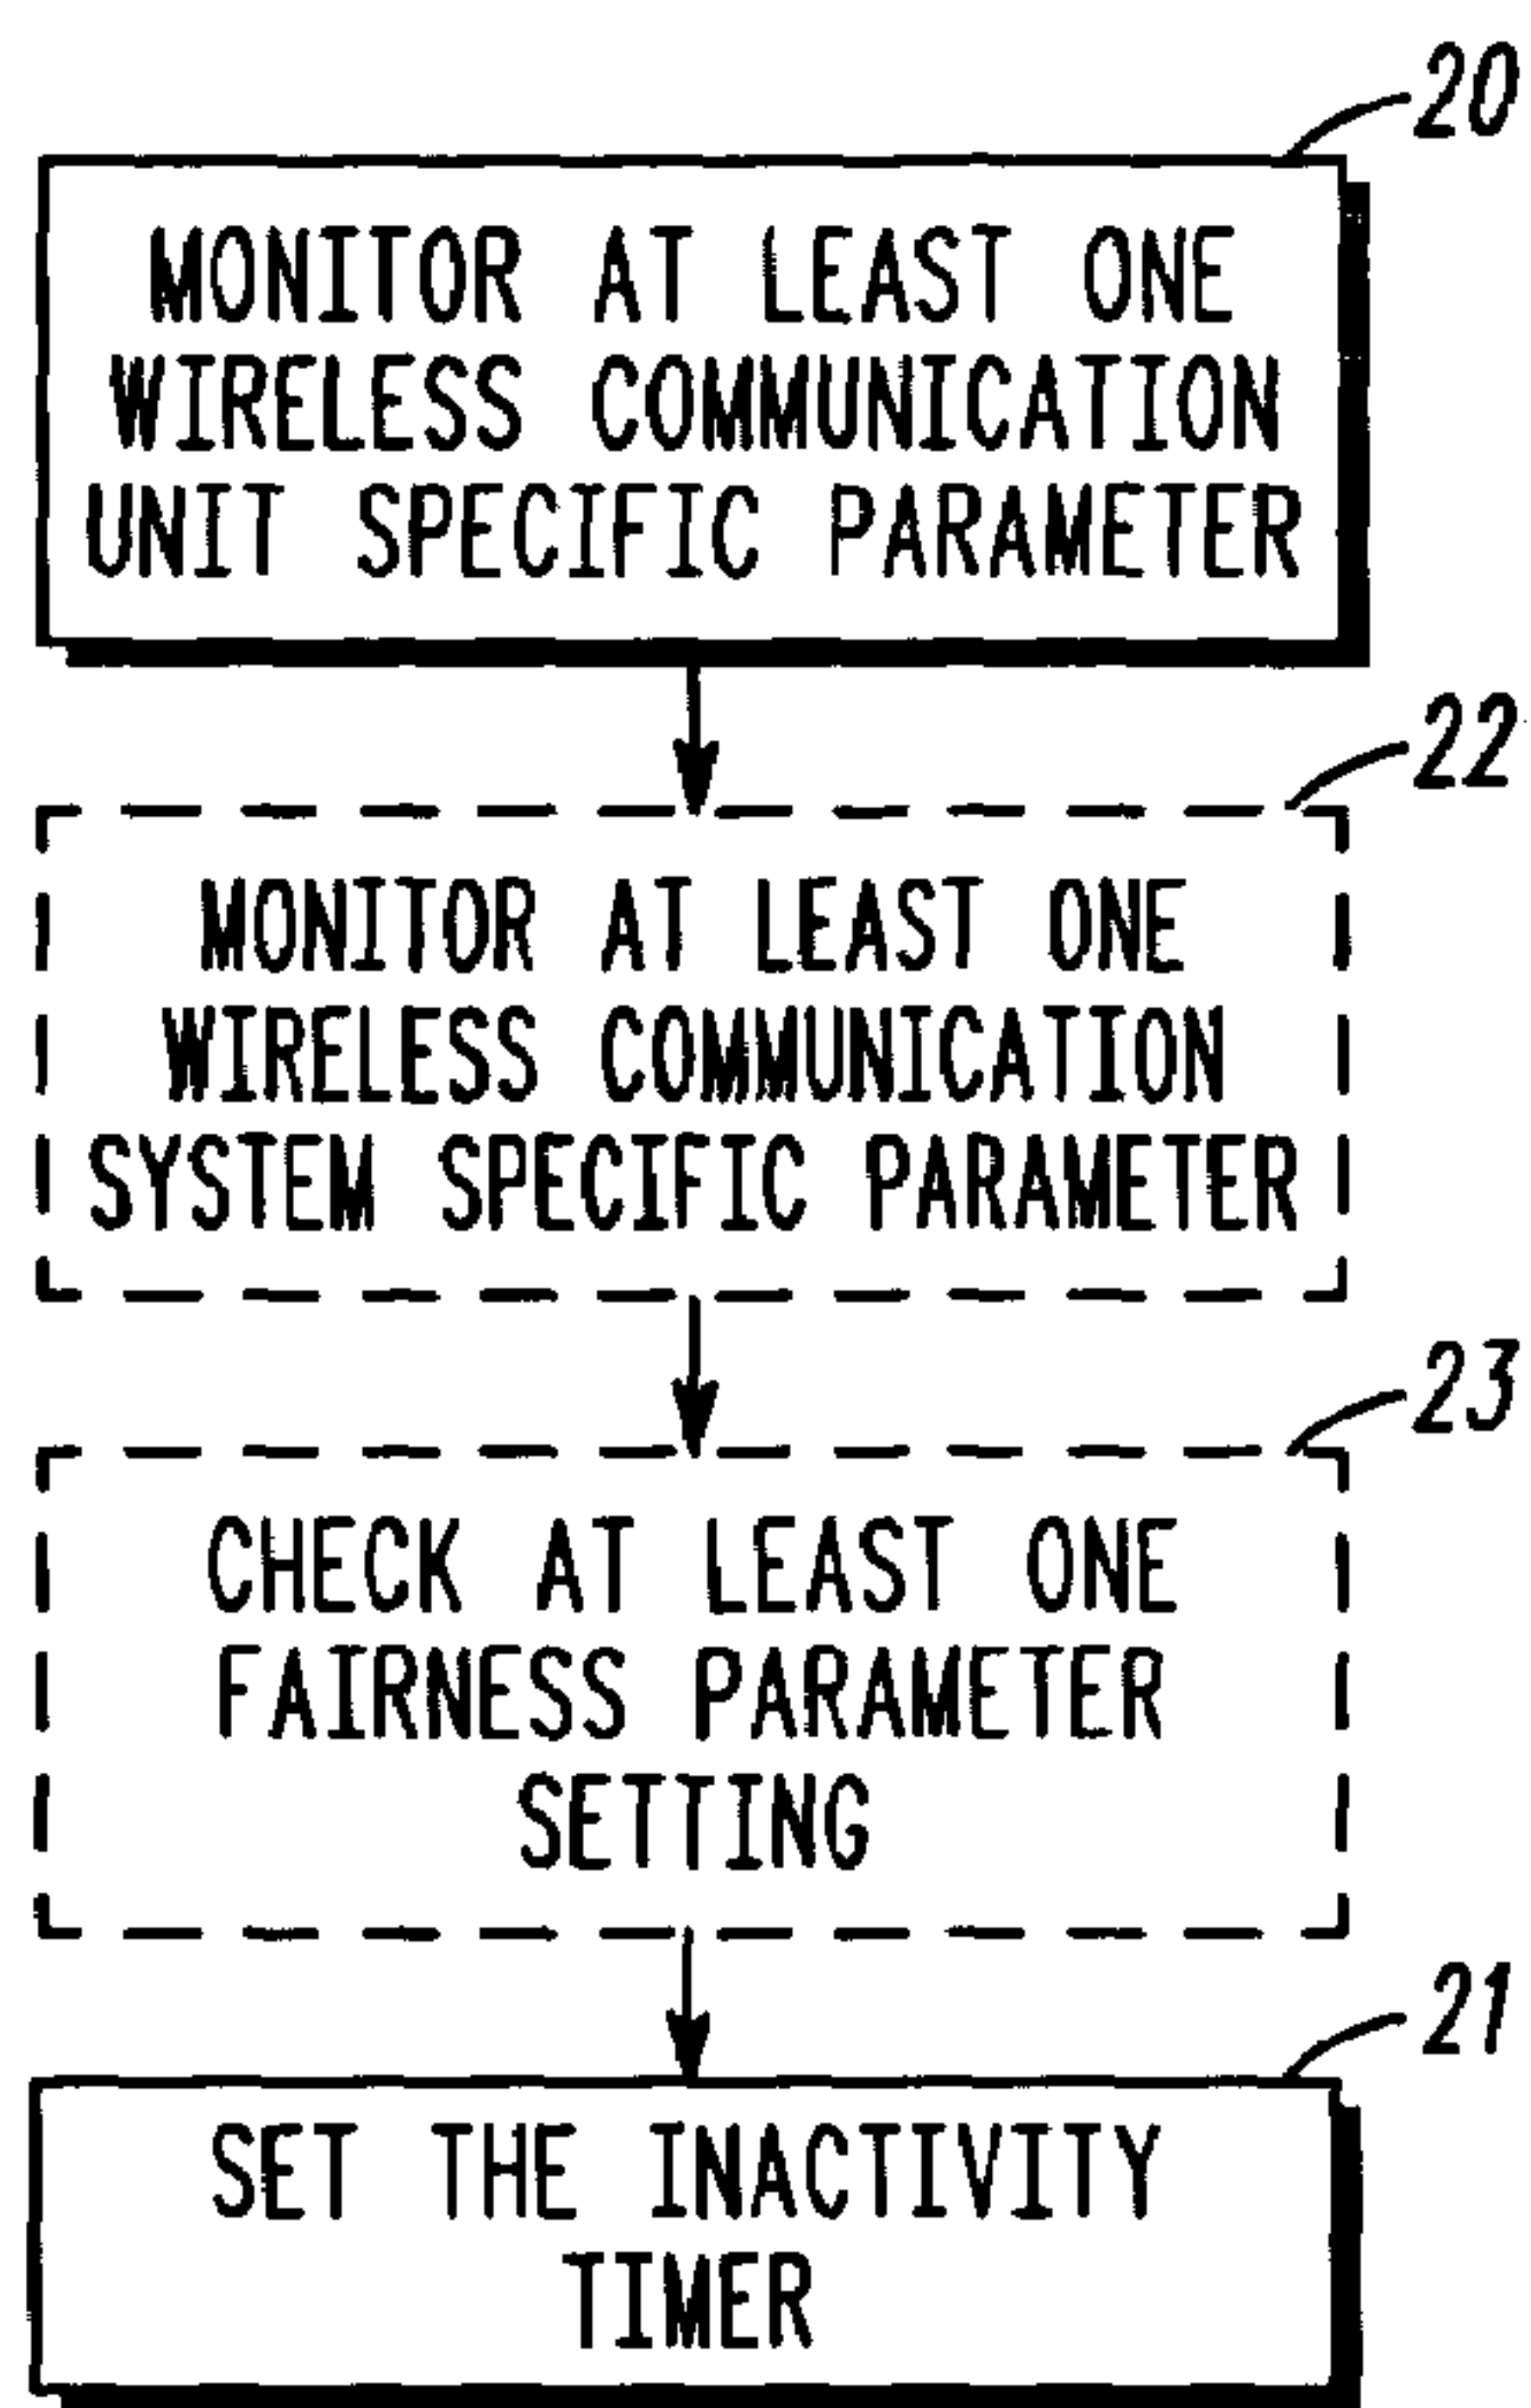 20
MONITOR AT LEAST ONE
WIRELESS COMMUNICATION
UNIT SPECIFIC PARAMETER
22
MONITOR AT LEAST ONE
WIRELESS COMMUNICATION
SYSTEM SPECIFIC PARAMETER
23
CHECK AT LEAST ONE
FAIRNESS PARAMETER
SETTING
21
SET THE INACTIVITY
TIMER